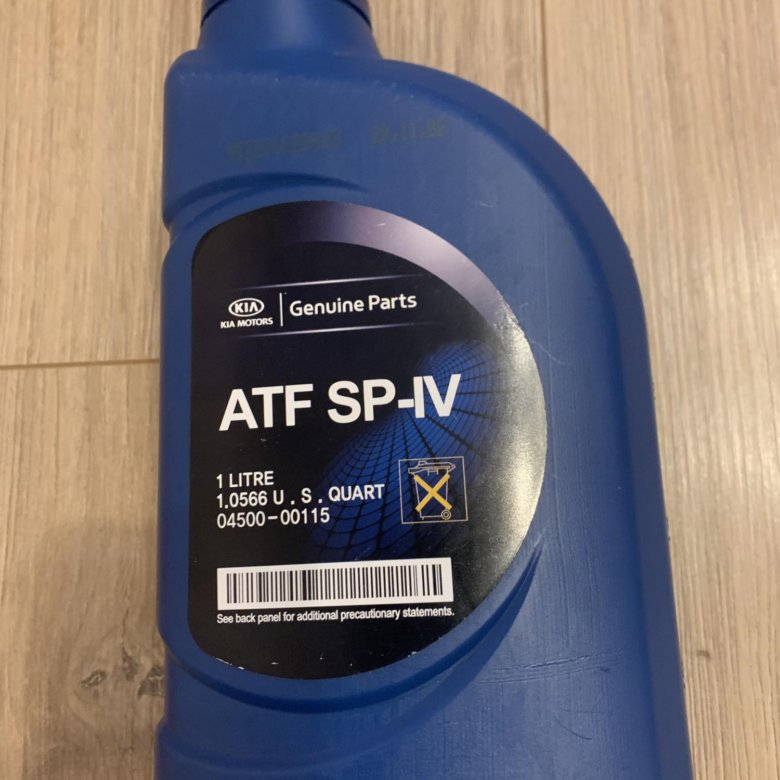 KIA
KIA MOTORS
Genuine Parts
ATF SP-IV
1 LITRE
1.0566 U . S . QUART
04500-00115
See back panel for additional precautionary statements.